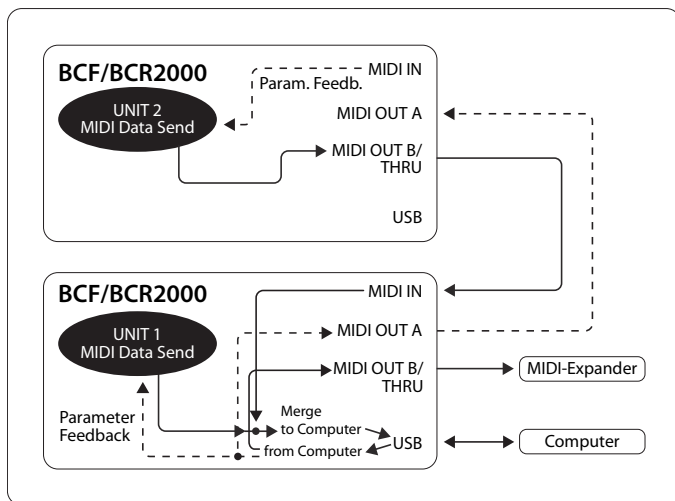 BCF/BCR2000
UNIT 2
MIDI Data Send
Param. Feedb.
MIDI IN
MIDI OUT A
MIDI OUT B/
THRU
USB
BCF/BCR2000
UNIT 1
MIDI Data Send
Parameter
Feedback
MIDI IN
MIDI OUT A
MIDI OUT B/
THRU
Merge
to Computer
from Computer
USB
MIDI-Expander
Computer